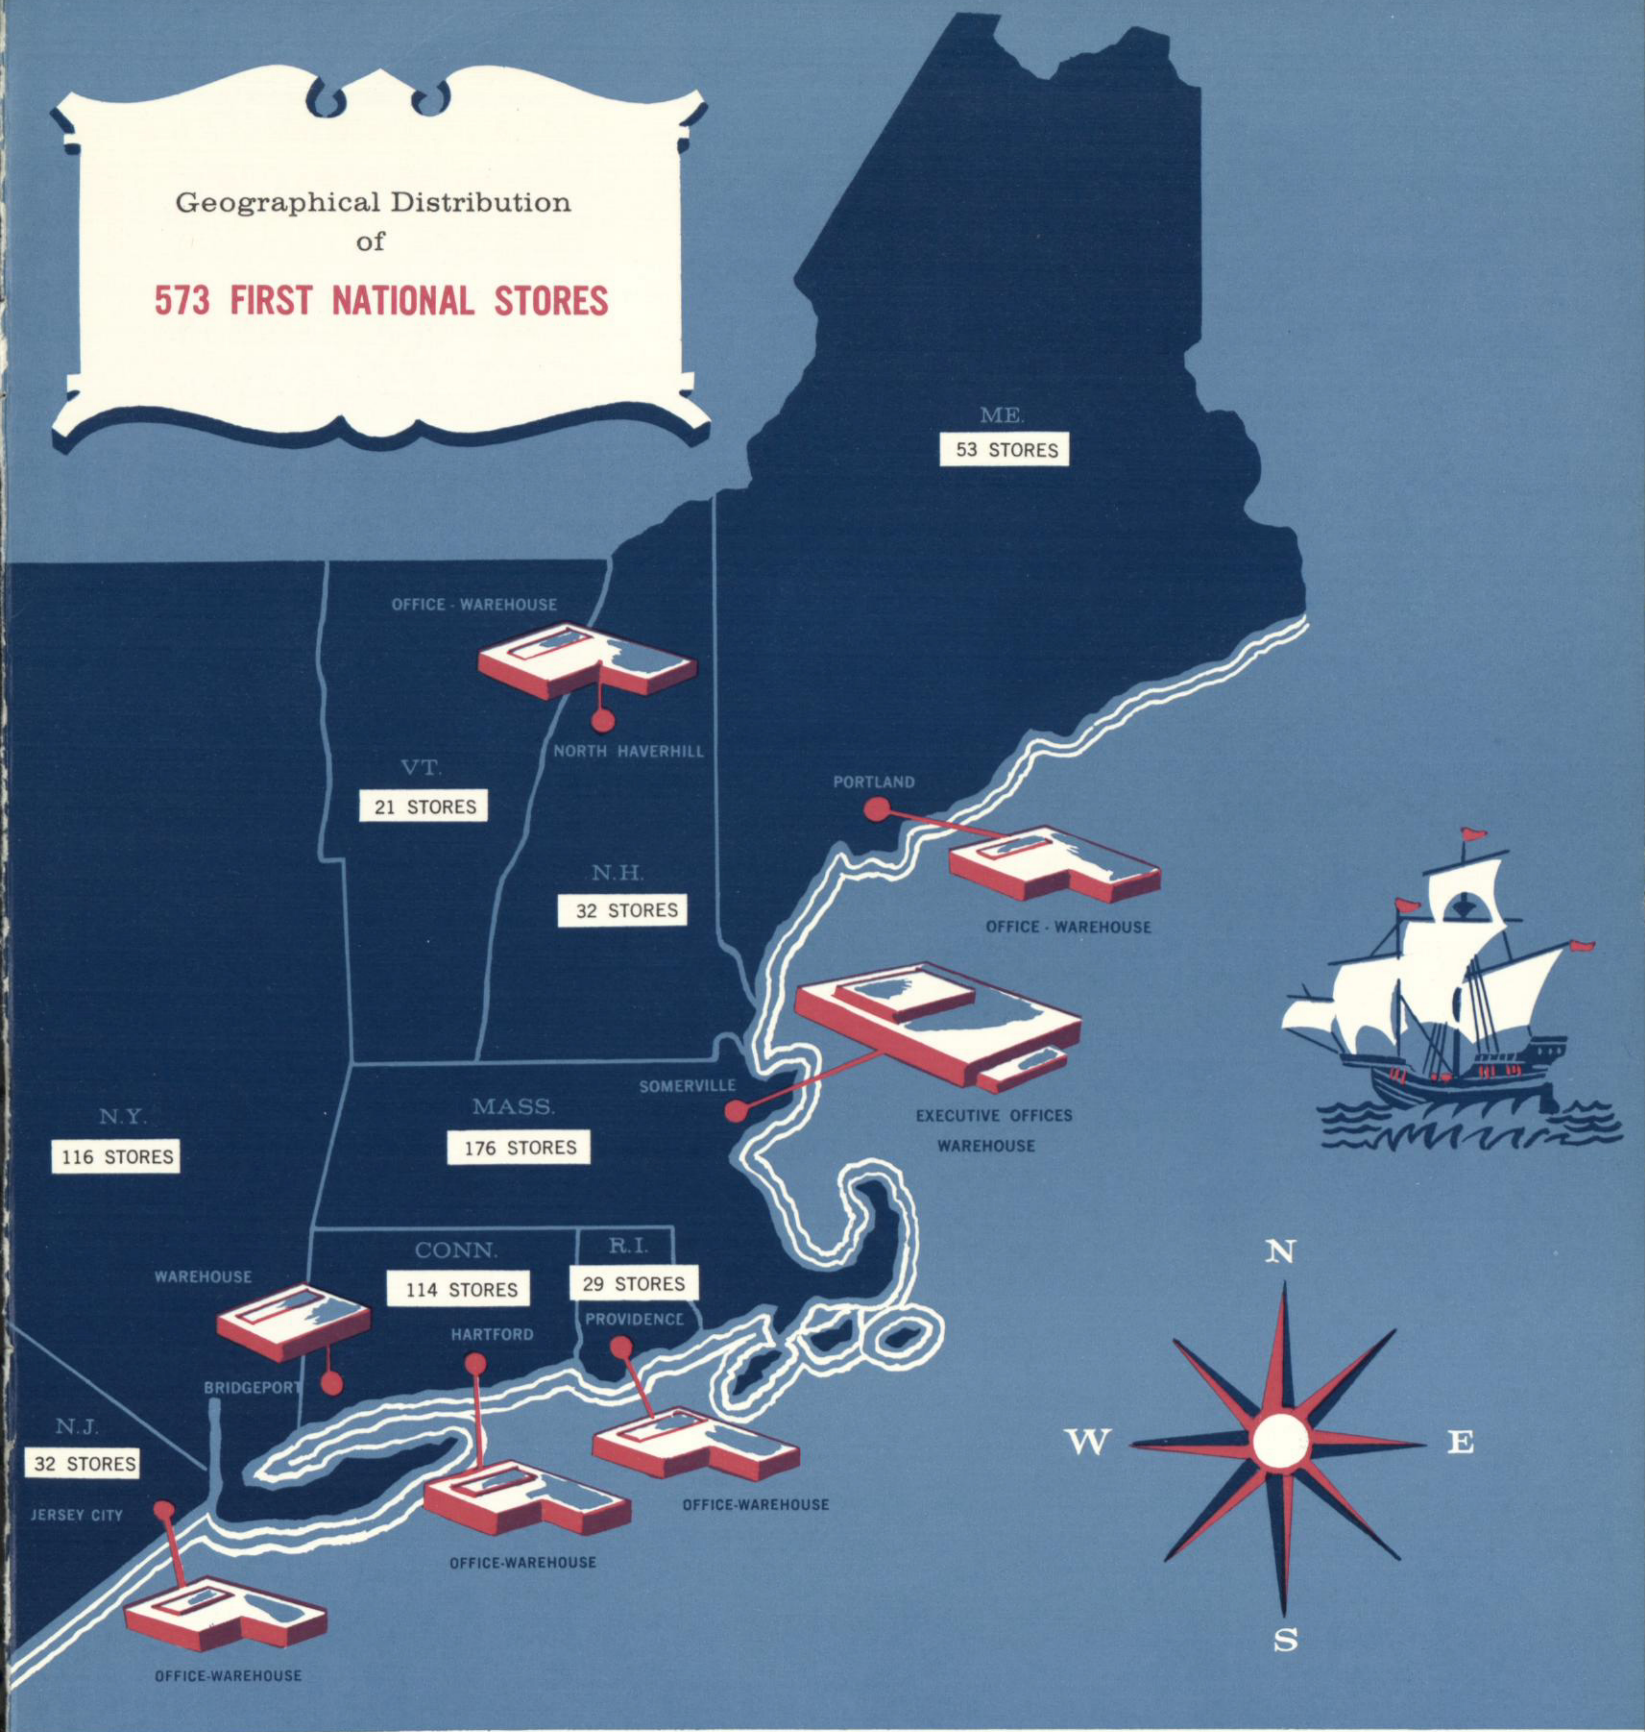 Geographical Distribution
of
573 FIRST NATIONAL STORES
ME.
53 STORES
OFFICE - WAREHOUSE
NORTH HAVERHILL
VT.
21 STORES
PORTLAND
N.H.
32 STORES
OFFICE - WAREHOUSE
SOMERVILLE
N.Y.
116 STORES
MASS.
176 STORES
EXECUTIVE OFFICES
WAREHOUSE
CONN.
114 STORES
R.I.
29 STORES
N
WAREHOUSE
PROVIDENCE
HARTFORD
BRIDGEPORT
N.J.
32 STORES
W
E
JERSEY CITY
OFFICE-WAREHOUSE
OFFICE-WAREHOUSE
S
OFFICE-WAREHOUSE